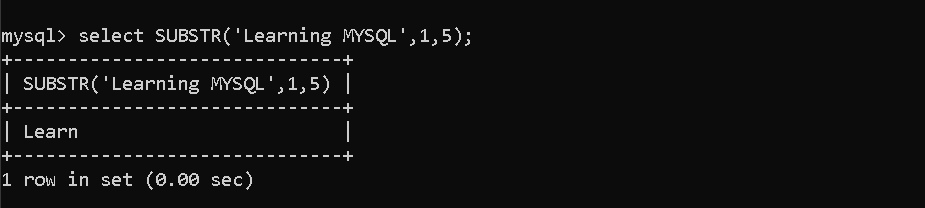 mysql> select SUBSTR('Learning MYSQL',1,5);
+------------------------------+
| SUBSTR('Learning MYSQL',1,5) |
+------------------------------+
| Learn                        |
+------------------------------+
1 row in set (0.00 sec)